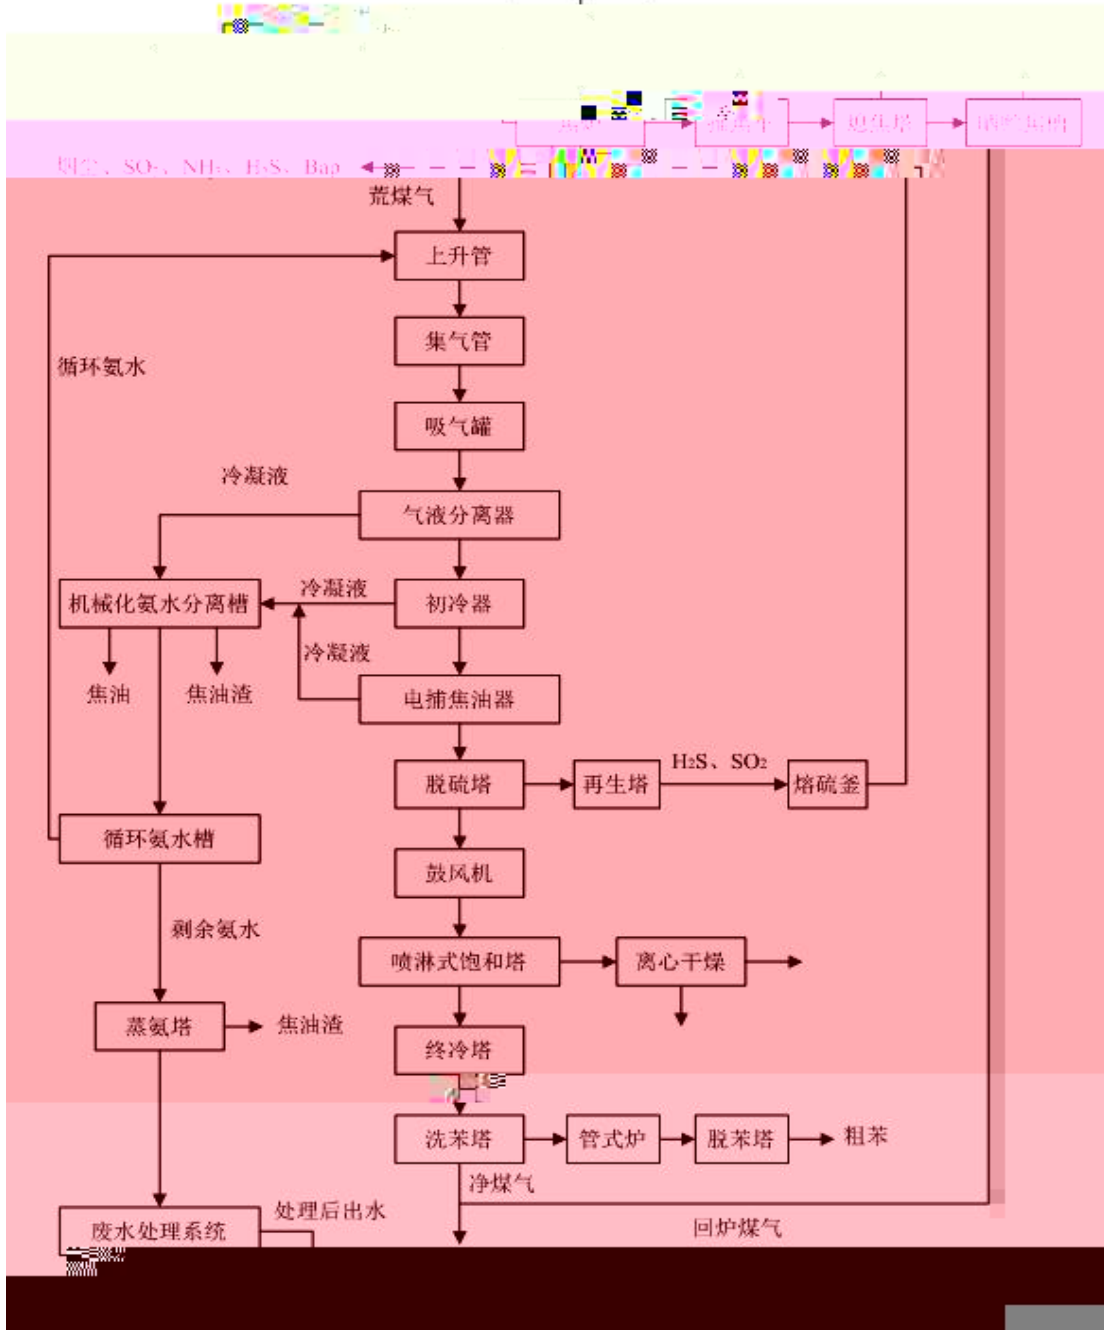 烟尘、SO₂、NH₃、H₂S、Bap
荒煤气
上升管
集气管
循环氨水
吸气罐
冷凝液
气液分离器
冷凝液
机械化氨水分离槽
初冷器
冷凝液
焦油
焦油渣
电捕焦油器
H2S、SO2
脱硫塔
再生塔
熔硫釜
循环氨水槽
鼓风机
剩余氨水
喷淋式饱和塔
离心干燥
蒸氨塔
焦油渣
终冷塔
洗苯塔
管式炉
脱苯塔
粗苯
净煤气
处理后出水
废水处理系统
回炉煤气